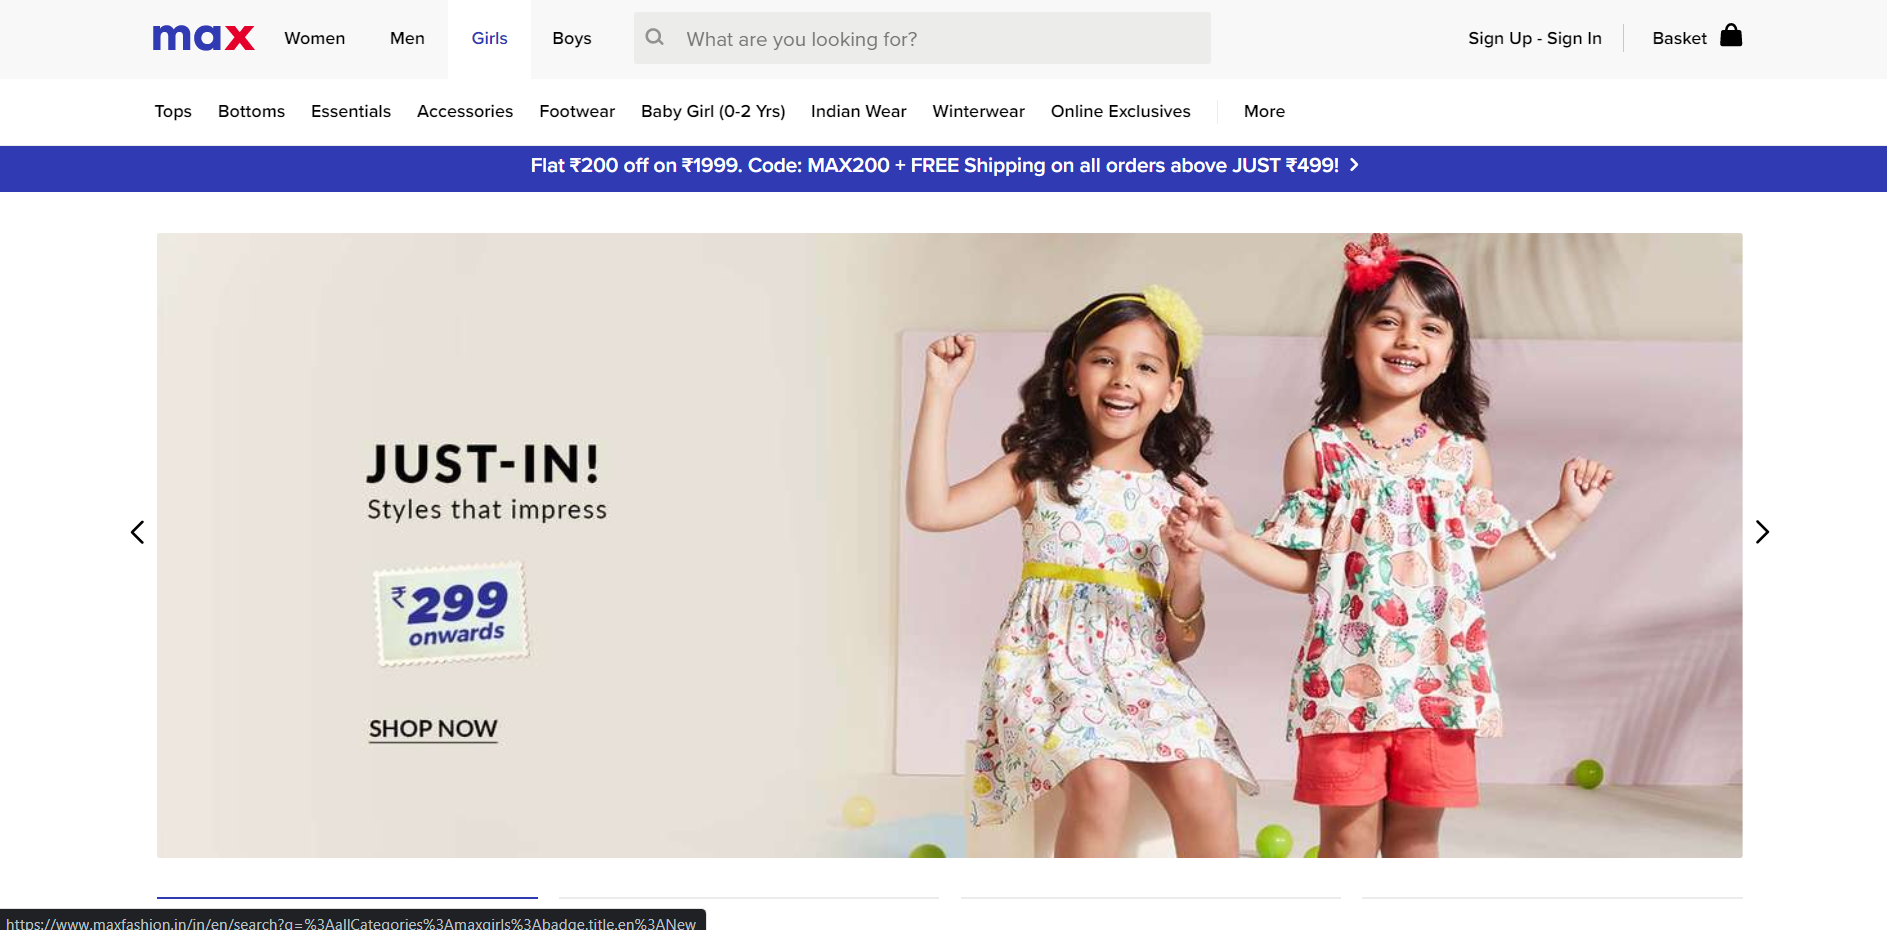 max
Women Men Girls Boys
What are you looking for?
Sign Up - Sign In
Basket
Tops Bottoms Essentials Accessories Footwear Baby Girl (0-2 Yrs) Indian Wear Winterwear Online Exclusives More
Flat ₹200 off on ₹1999. Code: MAX200 + FREE Shipping on all orders above JUST ₹499!
JUST-IN!
Styles that impress
₹299
onwards
SHOP NOW
https://www.maxfashion.in/in/en/search?q=%3AallCategories%3Amaxgirls%3Abadge.title.en%3ANew